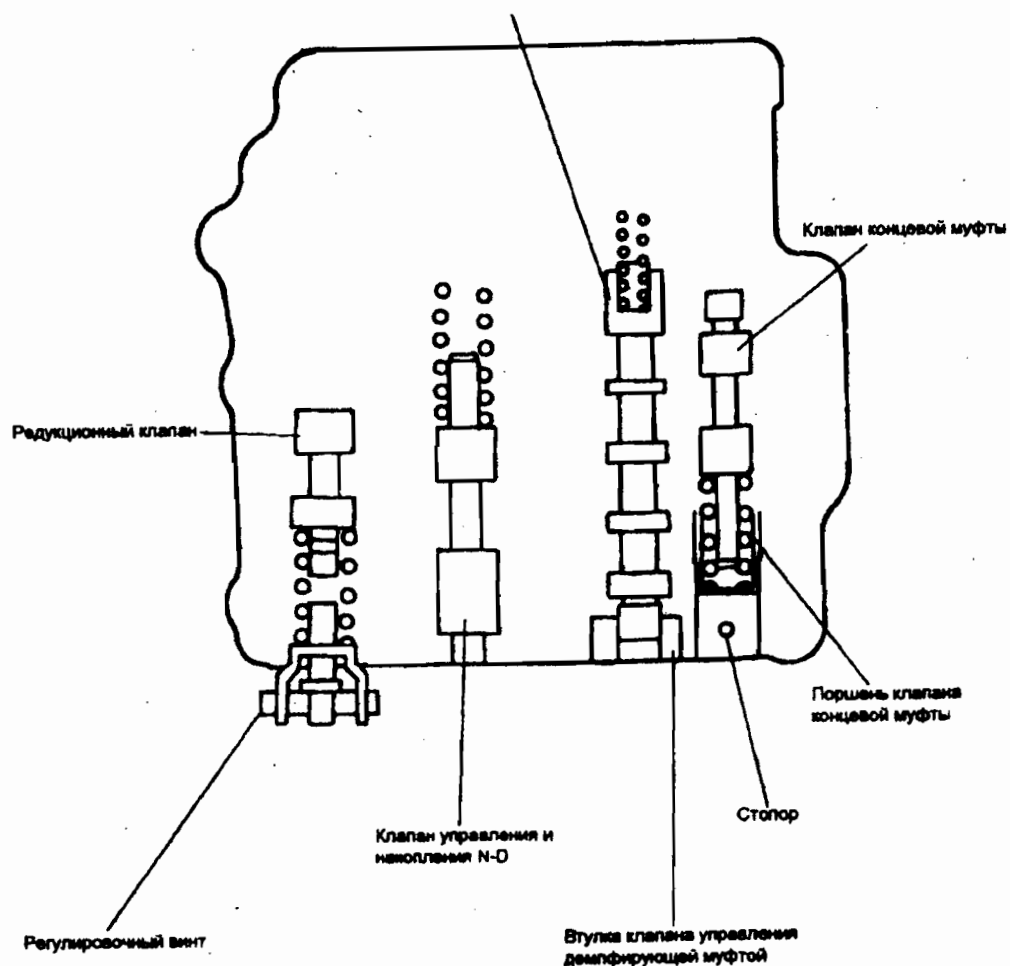 Клапан концевой муфты
Редукционный клапан
Поршень клапана
концевой муфты
Стопор
Клапан управления и
накопления N-D
Регулировочный винт
Втулка клапана управления
демпфирующей муфтой